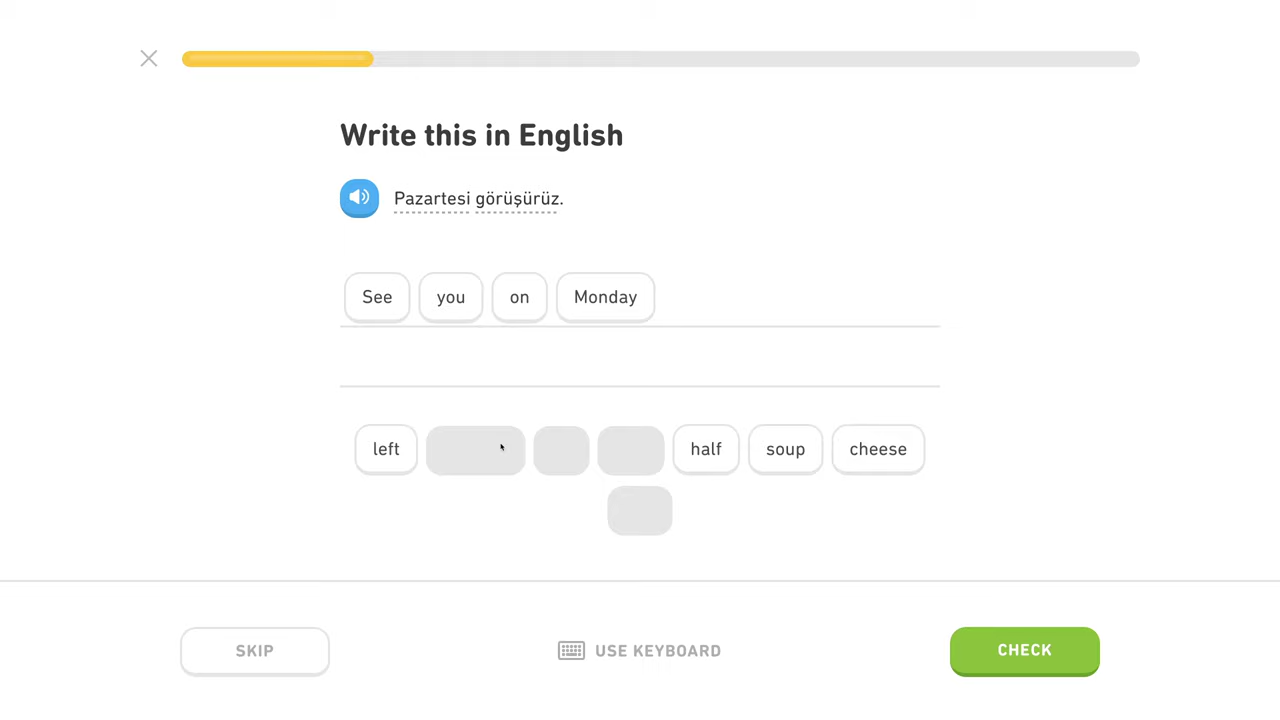 Write this in English
Pazartesi görüşürüz.
See you on Monday
left half soup cheese
SKIP USE KEYBOARD CHECK